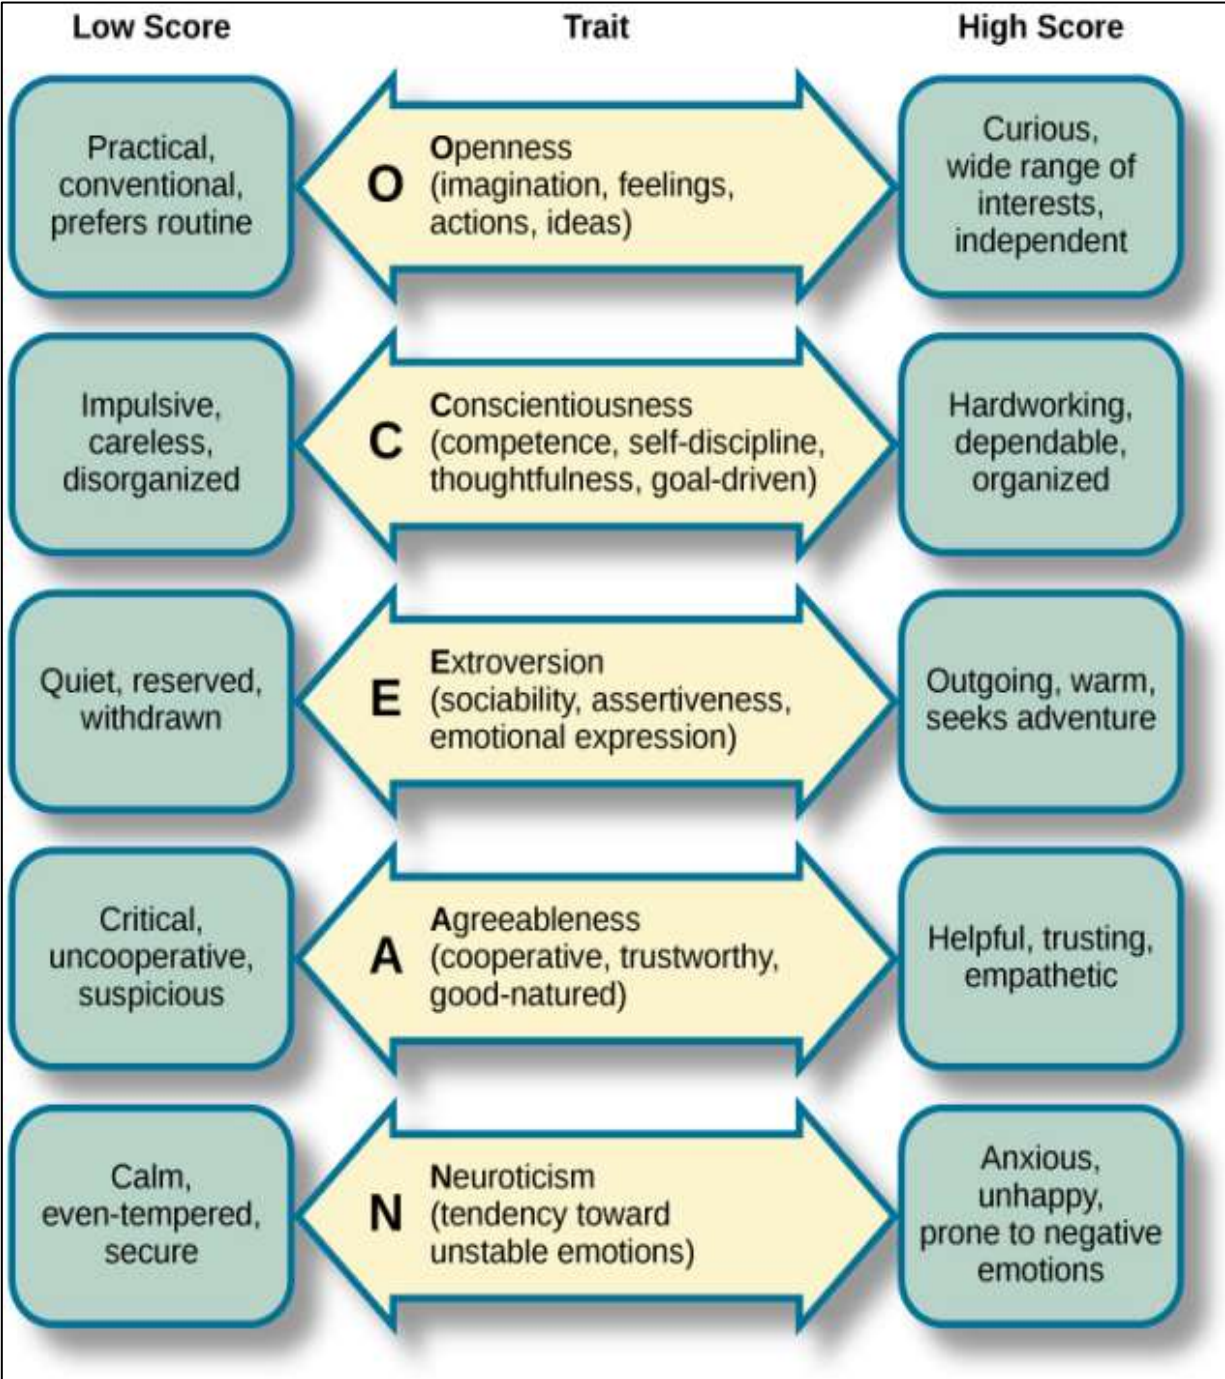 Low Score
Trait
High Score
Practical,
conventional,
prefers routine
O
Openness
(imagination, feelings,
actions, ideas)
Curious,
wide range of
interests,
independent
Impulsive,
careless,
disorganized
C
Conscientiousness
(competence, self-discipline,
thoughtfulness, goal-driven)
Hardworking,
dependable,
organized
Quiet, reserved,
withdrawn
E
Extroversion
(sociability, assertiveness,
emotional expression)
Outgoing, warm,
seeks adventure
Critical,
uncooperative,
suspicious
A
Agreeableness
(cooperative, trustworthy,
good-natured)
Helpful, trusting,
empathetic
Calm,
even-tempered,
secure
N
Neuroticism
(tendency toward
unstable emotions)
Anxious,
unhappy,
prone to negative
emotions